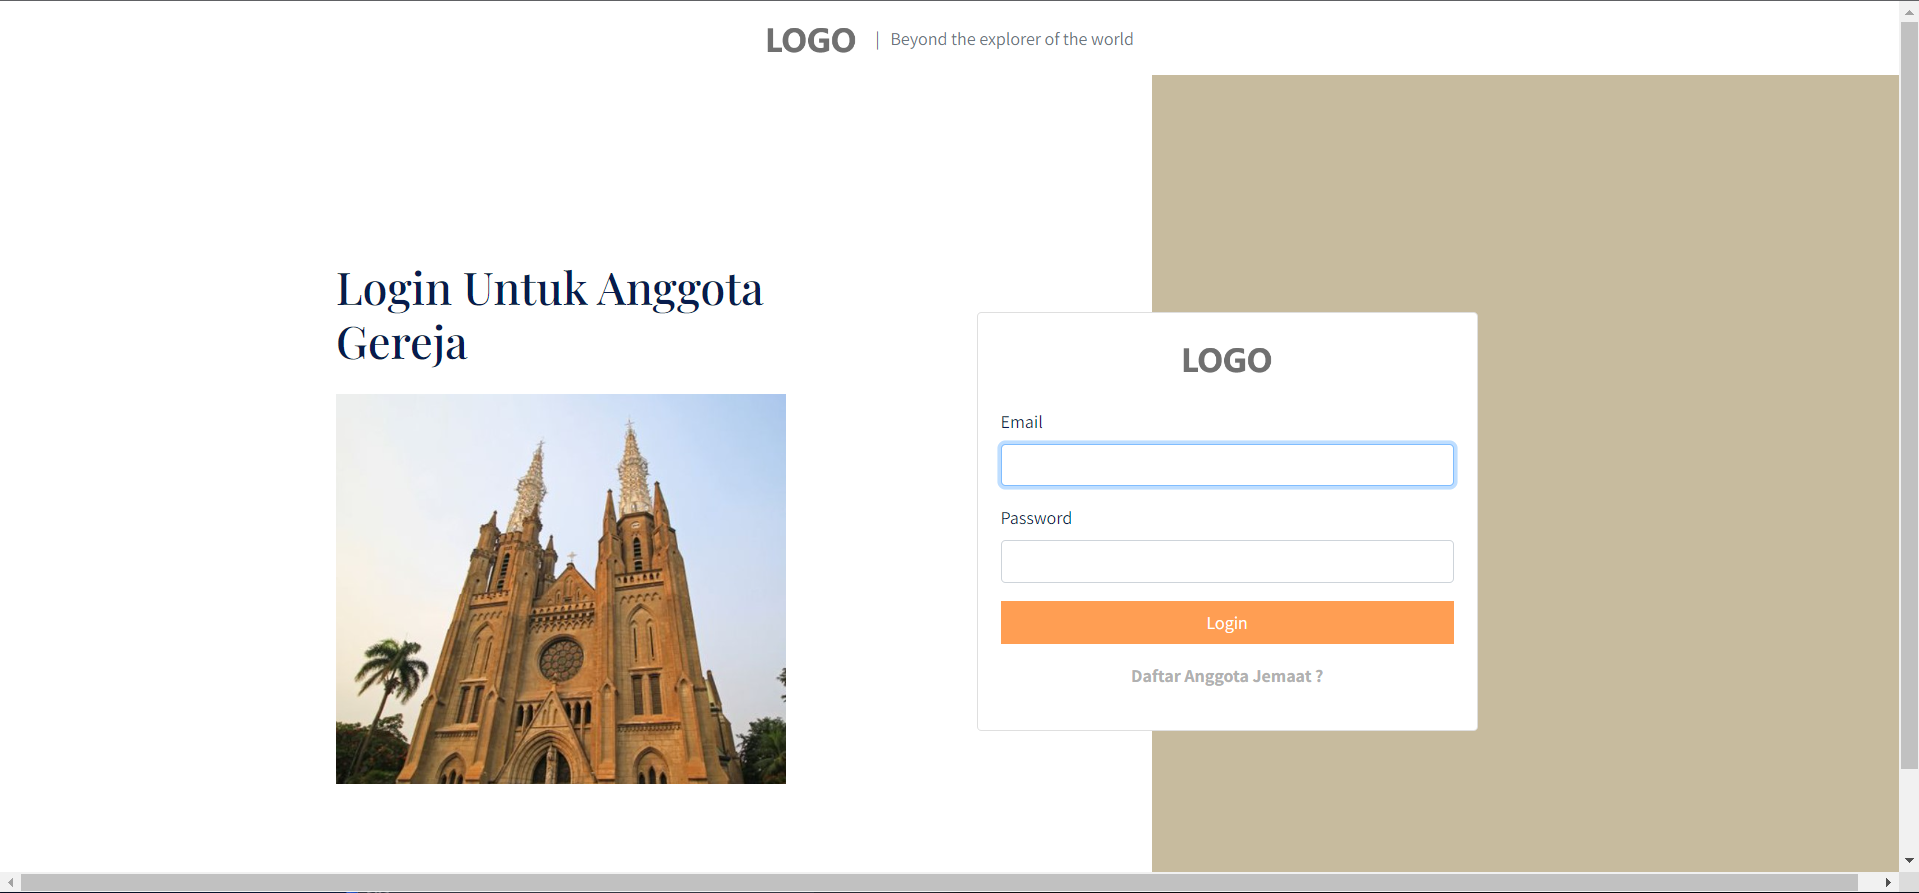 LOGO | Beyond the explorer of the world
Login Untuk Anggota
Gereja
LOGO
Email
Password
Login
Daftar Anggota Jemaat ?